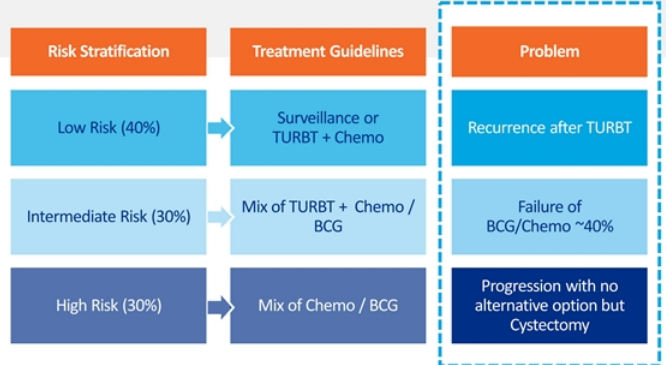 Risk Stratification
Treatment Guidelines
Problem
Low Risk (40%)
Surveillance or
TURBT + Chemo
Recurrence after TURBT
Intermediate Risk (30%)
Mix of TURBT + Chemo /
BCG
Failure of
BCG/Chemo ~40%
High Risk (30%)
Mix of Chemo / BCG
Progression with no
alternative option but
Cystectomy